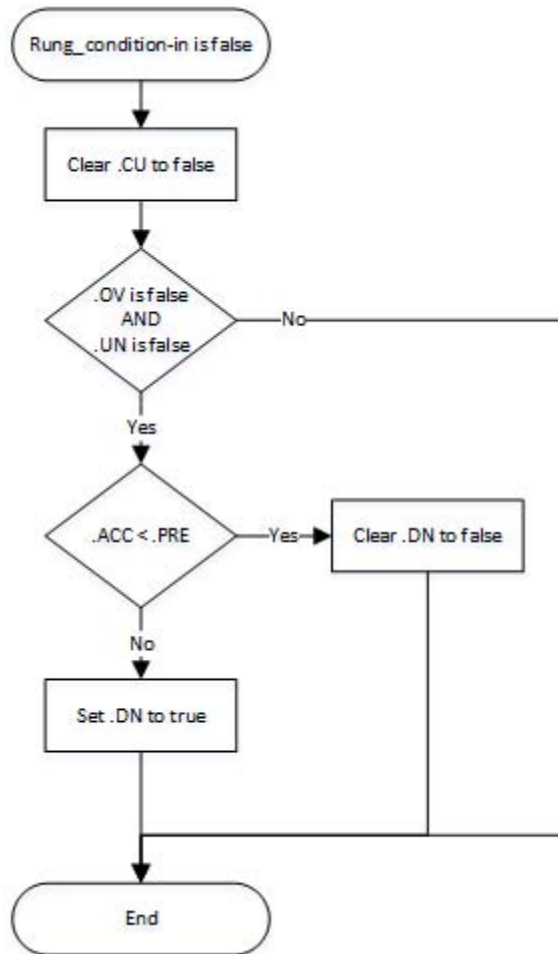 Rung_condition-in is false
Clear .CU to false
.OV is false
AND
.UN is false
No
Yes
.ACC < .PRE
Yes
Clear .DN to false
No
Set .DN to true
End